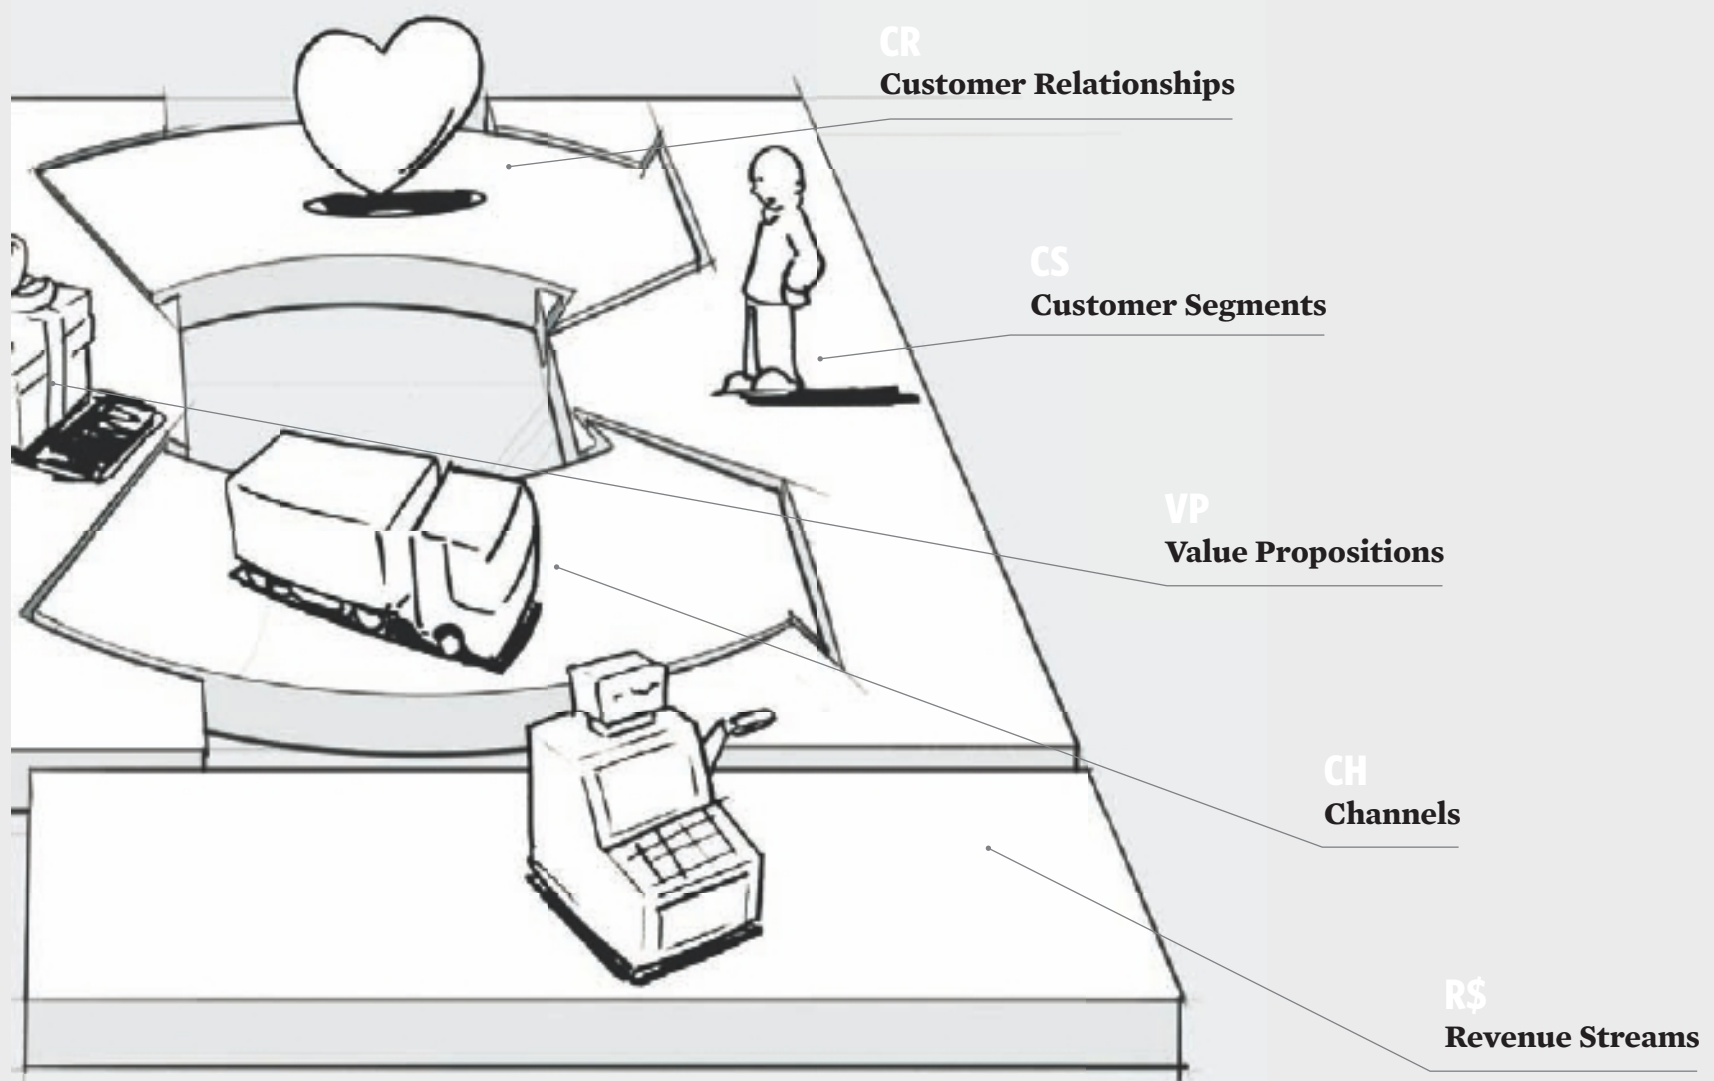 CR
Customer Relationships
CS
Customer Segments
VP
Value Propositions
CH
Channels
R$
Revenue Streams